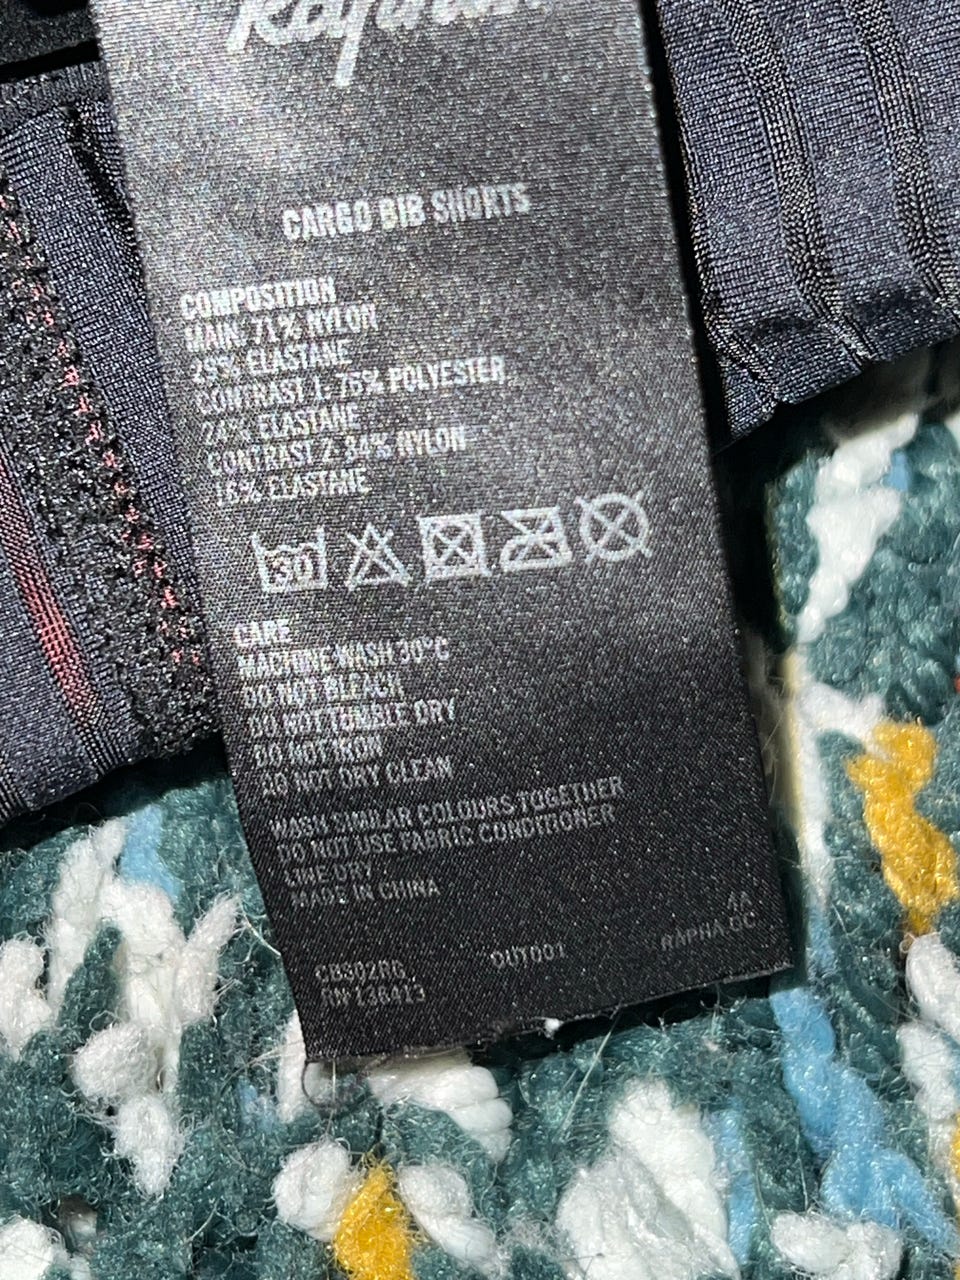 Rapha
CARGO BIB SHORTS
COMPOSITION
MAIN: 71% NYLON
29% ELASTANE
CONTRAST 1: 76% POLYESTER
24% ELASTANE
CONTRAST 2: 84% NYLON
16% ELASTANE
30
CARE
MACHINE WASH 30°C
DO NOT BLEACH
DO NOT TUMBLE DRY
DO NOT IRON
DO NOT DRY CLEAN
WASH SIMILAR COLOURS TOGETHER
DO NOT USE FABRIC CONDITIONER
LINE DRY
MADE IN CHINA
4A
CBS02RG OUT001 RAPHA.CC
RN 136413